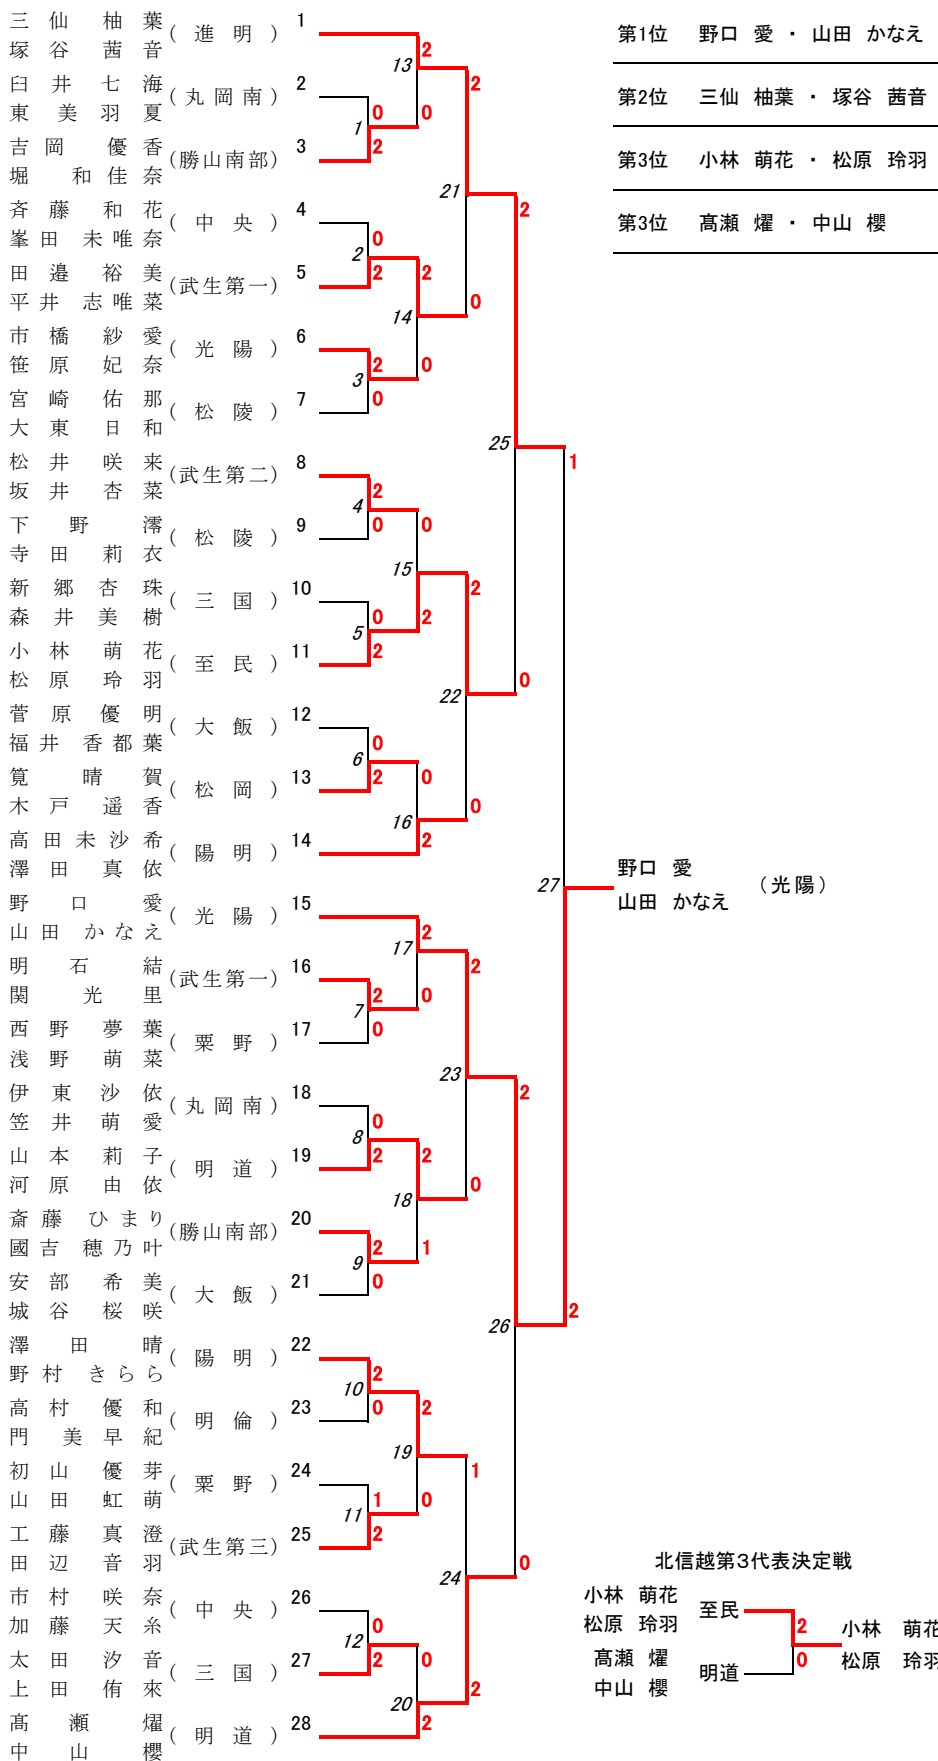 三仙柚葉
塚谷茜音
(進明)
1
臼井七海
東美羽夏
(丸岡南)
2
吉岡優香
堀和佳奈
(勝山南部)
3
斉藤和花
峯田未唯奈
(中央)
4
田邉裕美
平井志唯菜
(武生第一)
5
市橋紗愛
笹原妃奈
(光陽)
6
宮崎佑那
大東日和
(松陵)
7
松井咲来
坂井杏菜
(武生第二)
8
下野澪
寺田莉衣
(松陵)
9
新郷杏珠
森井美樹
(三国)
10
小林萌花
松原玲羽
(至民)
11
菅原優明
福井香都葉
(大飯)
12
筧晴賀
木戸遥香
(松岡)
13
高田未沙希
澤田真依
(陽明)
14
野口愛
山田かなえ
(光陽)
15
明石結
関光里
(武生第一)
16
西野夢葉
浅野萌菜
(粟野)
17
伊東沙依
笠井萌愛
(丸岡南)
18
山本莉子
河原由依
(明道)
19
斎藤ひまり
國吉穂乃叶
(勝山南部)
20
安部希美
城谷桜咲
(大飯)
21
澤田晴
野村きらら
(陽明)
22
高村優和
門美早紀
(明倫)
23
初山優芽
山田虹萌
(粟野)
24
工藤真澄
田辺音羽
(武生第三)
25
市村咲奈
加藤天糸
(中央)
26
太田汐音
上田侑來
(三国)
27
髙瀬燿
中山櫻
(明道)
28
1
0
2
2
0
2
3
2
0
4
2
0
5
0
2
6
0
2
7
2
0
8
0
2
9
2
0
10
2
0
11
1
2
12
0
2
13
2
0
14
2
0
15
0
2
16
0
2
17
2
0
18
2
1
19
2
0
20
0
2
21
2
0
22
2
0
23
2
0
24
1
2
25
2
0
26
2
0
27
1
2
野口 愛
山田 かなえ
(光陽)
第1位 野口 愛 ・ 山田 かなえ
第2位 三仙 柚葉 ・ 塚谷 茜音
第3位 小林 萌花 ・ 松原 玲羽
第3位 髙瀬 燿 ・ 中山 櫻
北信越第3代表決定戦
小林 萌花
松原 玲羽
至民
髙瀬 燿
中山 櫻
明道
2
0
小林 萌花
松原 玲羽